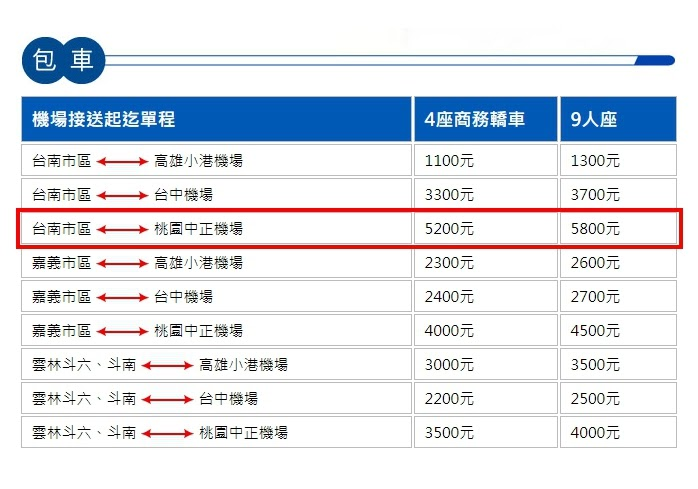 包 車
機場接送起迄單程 4座商務轎車 9人座
台南市區 高雄小港機場 1100元 1300元
台南市區 台中機場 3300元 3700元
台南市區 桃園中正機場 5200元 5800元
嘉義市區 高雄小港機場 2300元 2600元
嘉義市區 台中機場 2400元 2700元
嘉義市區 桃園中正機場 4000元 4500元
雲林斗六、斗南 高雄小港機場 3000元 3500元
雲林斗六、斗南 台中機場 2200元 2500元
雲林斗六、斗南 桃園中正機場 3500元 4000元